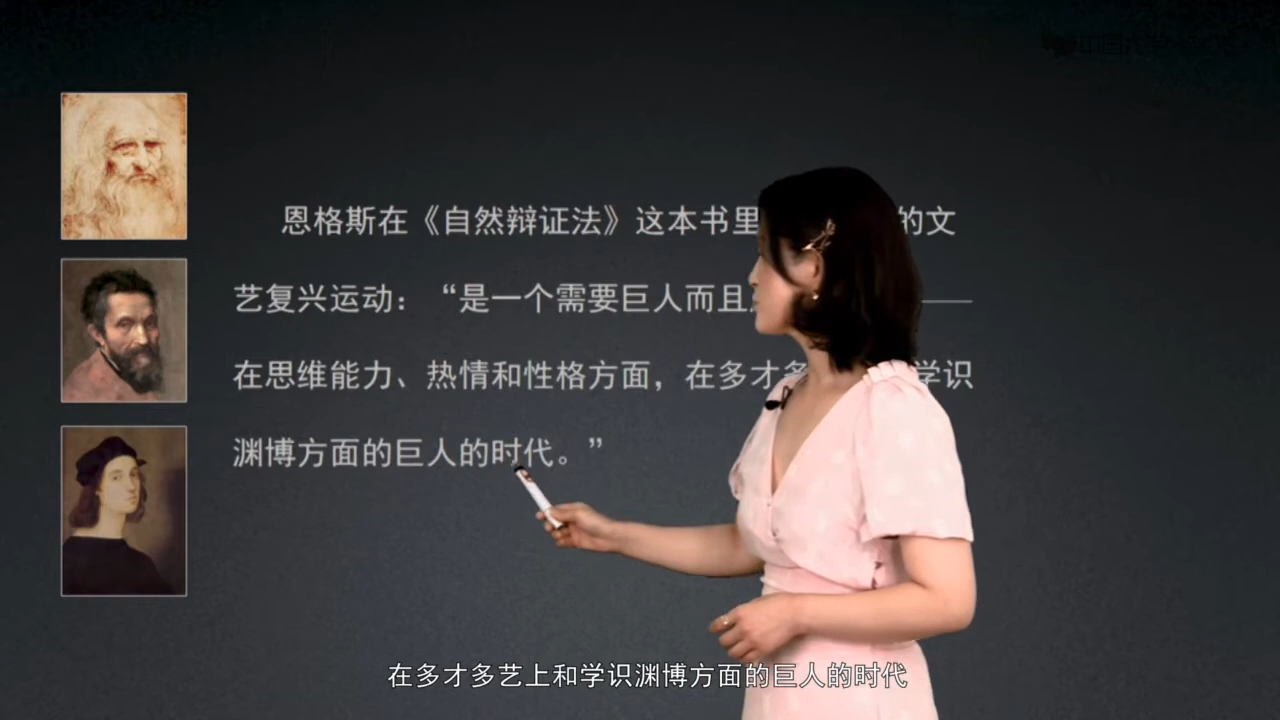 恩格斯在《自然辩证法》这本书里 的文
艺复兴运动：“是一个需要巨人而且 ——
在思维能力、热情和性格方面，在多才多 学识
渊博方面的巨人的时代。”
在多才多艺上和学识渊博方面的巨人的时代